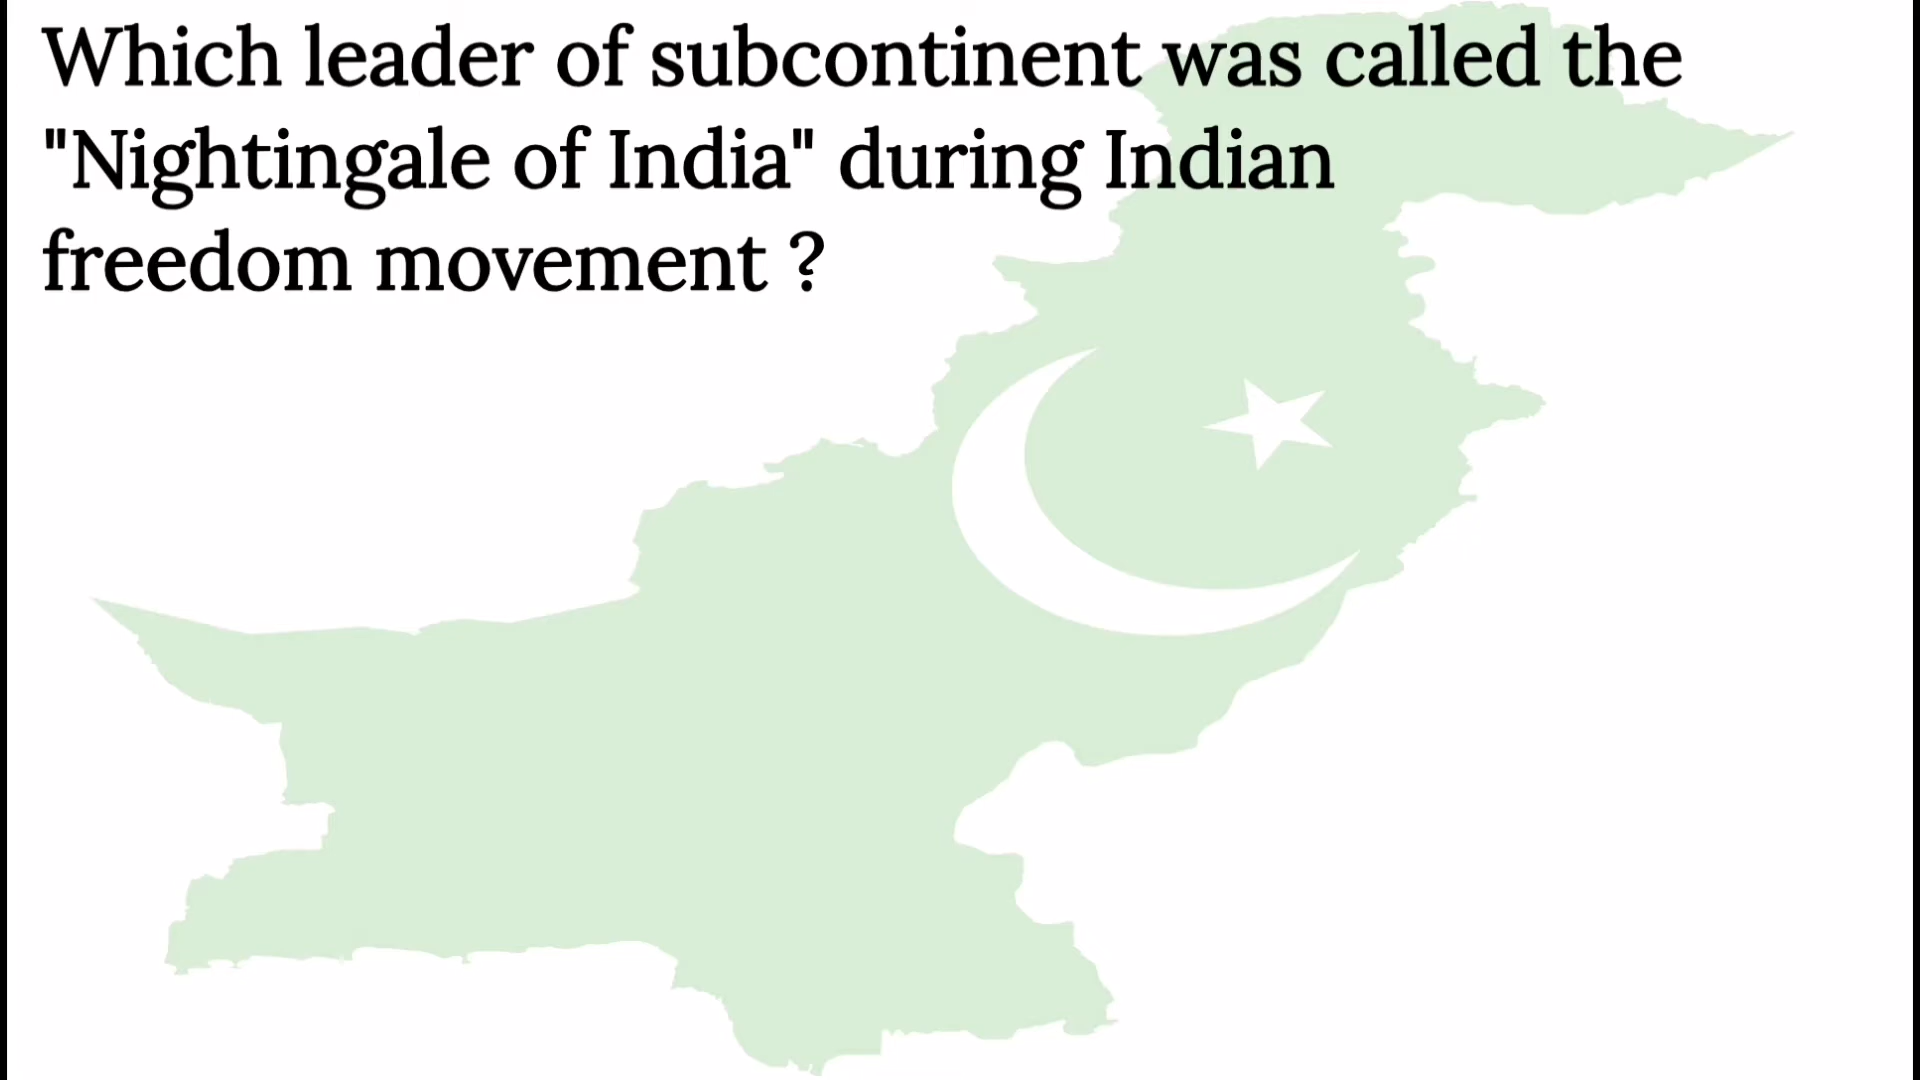 Which leader of subcontinent was called the
"Nightingale of India" during Indian
freedom movement ?